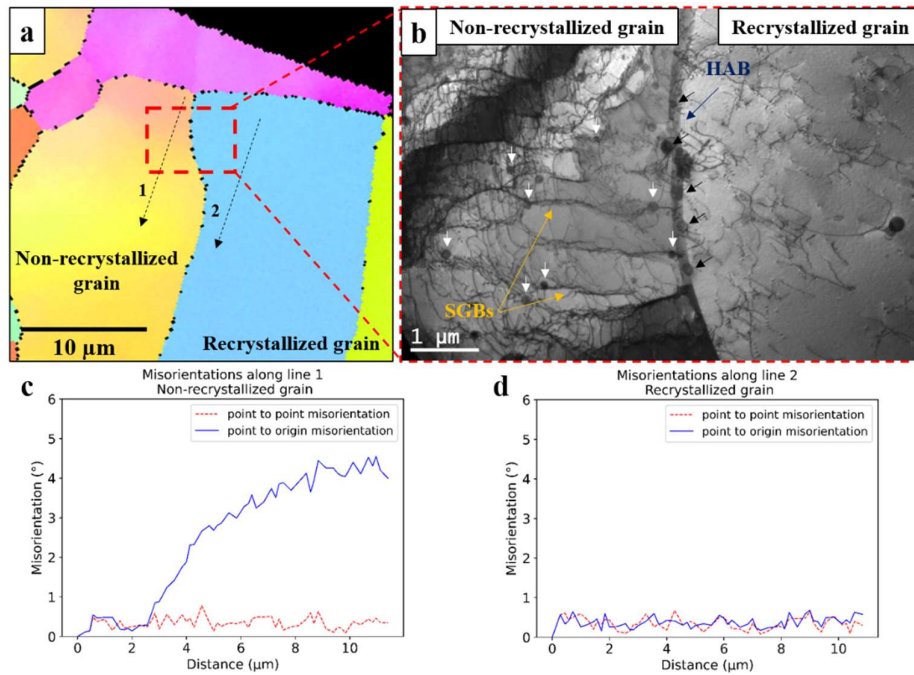 a
1
2
Non-recrystallized
grain
10 µm
Recrystallized grain
b
Non-recrystallized grain
Recrystallized grain
HAB
SGBs
1 µm
c
Misorientations along line 1
Non-recrystallized grain
point to point misorientation
point to origin misorientation
Misorientation (°)
6
5
4
3
2
1
0
0 2 4 6 8 10
Distance (µm)
d
Misorientations along line 2
Recrystallized grain
point to point misorientation
point to origin misorientation
Misorientation (°)
6
5
4
3
2
1
0
0 2 4 6 8 10
Distance (µm)